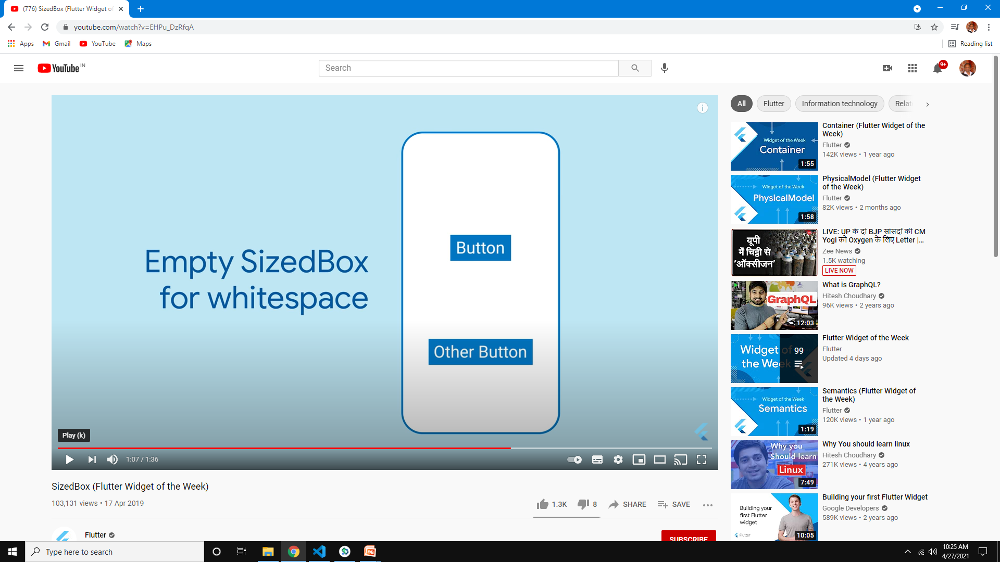 (776) SizedBox (Flutter Widget of
youtube.com/watch?v=EHPu_DzRfqA
Apps
Gmail
YouTube
Maps
Reading list
YouTube IN
Search
9+
Empty SizedBox
for whitespace
Button
Other Button
Play (k)
1:07 / 1:36
SizedBox (Flutter Widget of the Week)
103,131 views • 17 Apr 2019
1.3K
8
SHARE
SAVE
Flutter
SUBSCRIBE
All
Flutter
Information technology
Relat
Widget of the Week
Container
1:55
Container (Flutter Widget of the
Week)
Flutter
142K views • 1 year ago
Widget of the Week
PhysicalModel
1:58
PhysicalModel (Flutter Widget
of the Week)
Flutter
82K views • 2 months ago
यूपी
में चिट्ठी से
'ऑक्सीजन'
LIVE: UP के दो BJP सांसदों की CM
Yogi को Oxygen के लिए Letter |...
Zee News
1.5K watching
LIVE NOW
GraphQL
12:03
What is GraphQL?
Hitesh Choudhary
96K views • 2 years ago
Widget of
the Week
99
Flutter Widget of the Week
Flutter
Updated 4 days ago
Widget of the Week
Semantics
1:19
Semantics (Flutter Widget of
the Week)
Flutter
120K views • 1 year ago
Why you
Should learn
Linux
7:49
Why You should learn linux
Hitesh Choudhary
271K views • 4 years ago
Building your
first Flutter
widget
Flutter
10:05
Building your first Flutter Widget
Google Developers
589K views • 2 years ago
Type here to search
10:25 AM
4/27/2021